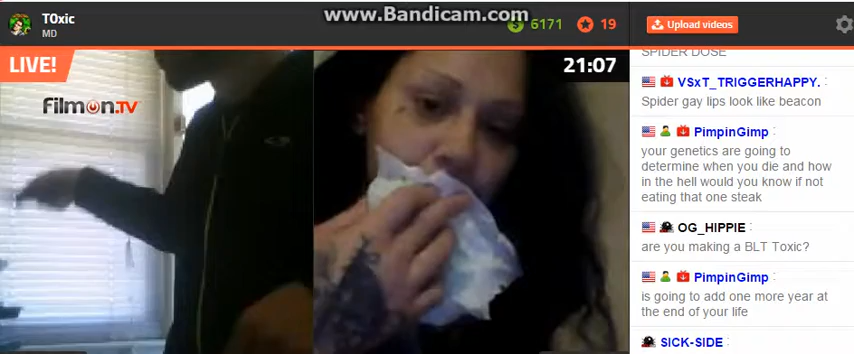 www.Bandicam.com
TOxic
6171
19
Upload videos
MD
LIVE!
21:07
FilmOn.TV
SPIDER DOSE
VSxT_TRIGGERHAPPY. :
Spider gay lips look like beacon
PimpinGimp :
your genetics are going to
determine when you die and how
in the hell would you know if not
eating that one steak
OG_HIPPIE :
are you making a BLT Toxic?
PimpinGimp :
is going to add one more year at
the end of your life
SICK-SIDE :